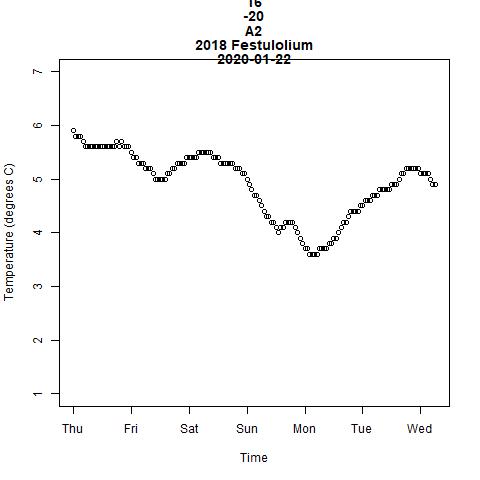 16
-20
A2
2018 Festulolium
2020-01-22
7
6
5
4
3
2
1
Temperature (degrees C)
Thu Fri Sat Sun Mon Tue Wed
Time